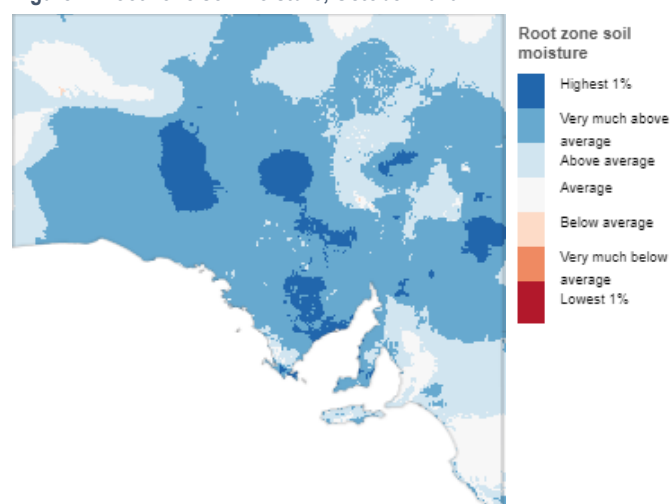 Root zone soil
moisture
Highest 1%
Very much above
average
Above average
Average
Below average
Very much below
average
Lowest 1%